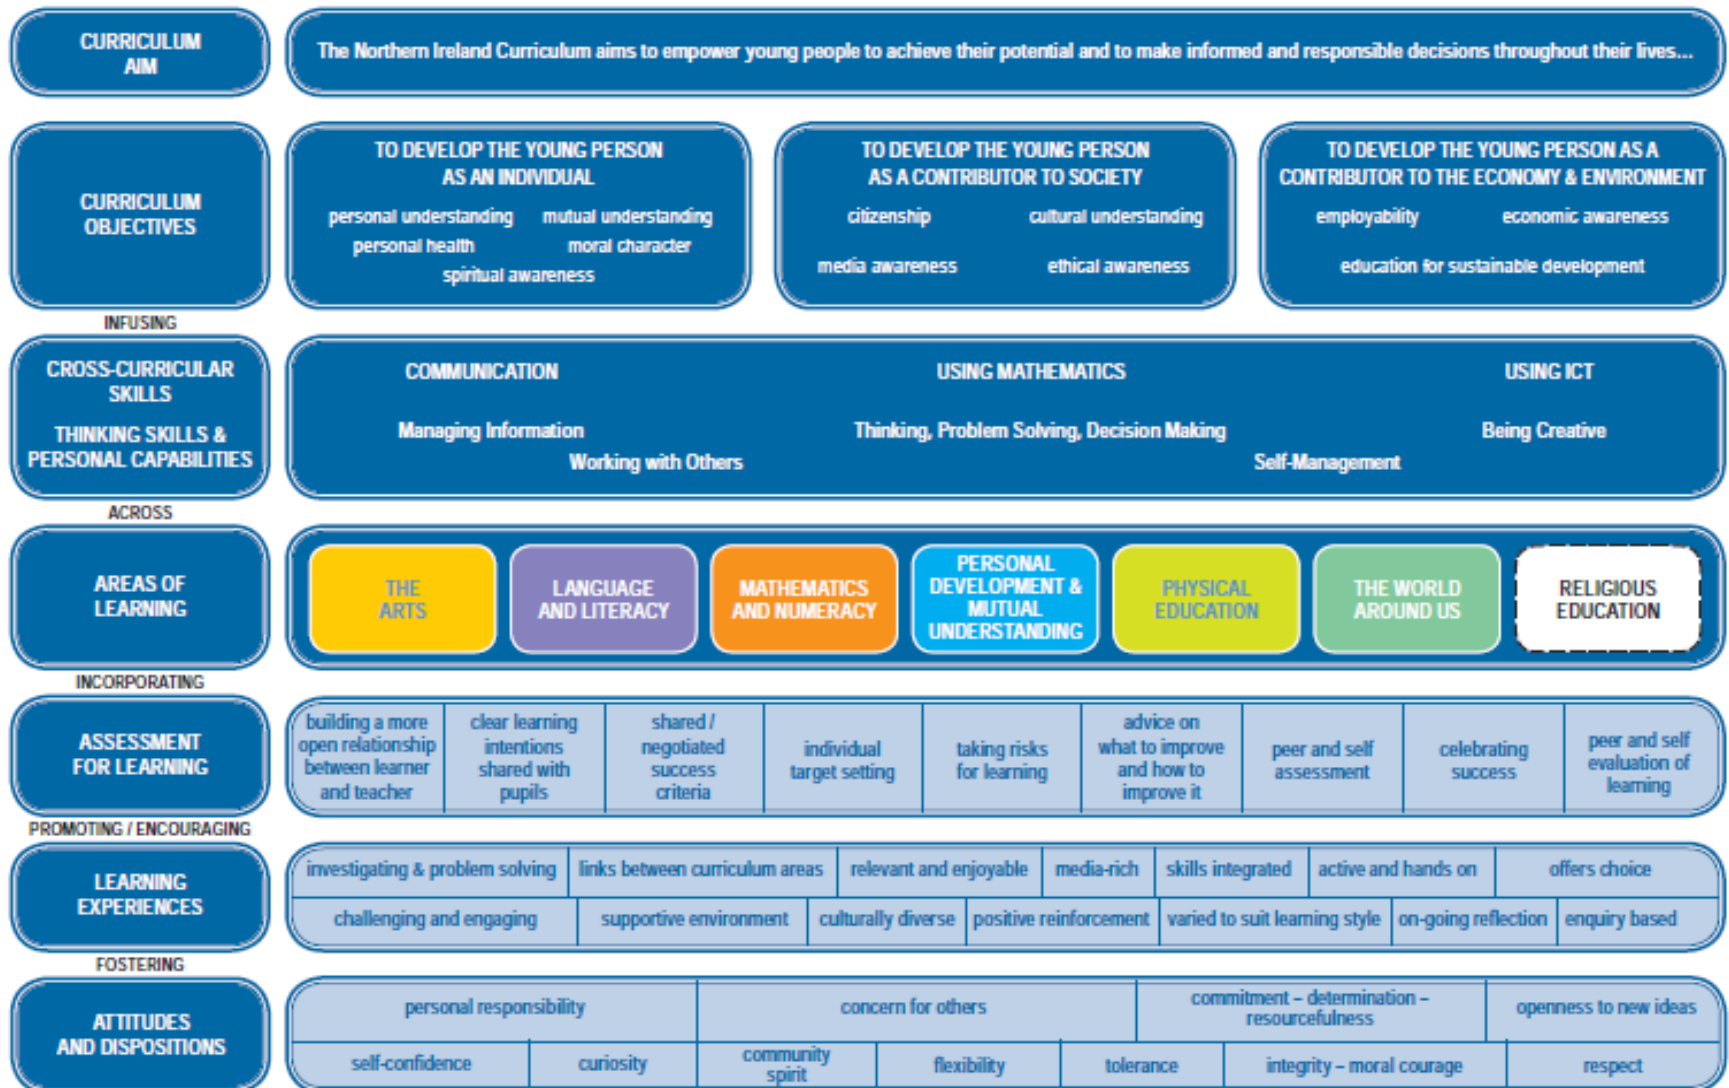 CURRICULUM
AIM
The Northern Ireland Curriculum aims to empower young people to achieve their potential and to make informed and responsible decisions throughout their lives...
CURRICULUM
OBJECTIVES
TO DEVELOP THE YOUNG PERSON
AS AN INDIVIDUAL
personal understanding mutual understanding
personal health moral character
spiritual awareness
TO DEVELOP THE YOUNG PERSON
AS A CONTRIBUTOR TO SOCIETY
citizenship cultural understanding
media awareness ethical awareness
TO DEVELOP THE YOUNG PERSON AS A
CONTRIBUTOR TO THE ECONOMY & ENVIRONMENT
employability economic awareness
education for sustainable development
INFUSING
CROSS-CURRICULAR
SKILLS
THINKING SKILLS &
PERSONAL CAPABILITIES
COMMUNICATION USING MATHEMATICS USING ICT
Managing Information Thinking, Problem Solving, Decision Making Being Creative
Working with Others Self-Management
ACROSS
AREAS OF
LEARNING
THE
ARTS
LANGUAGE
AND LITERACY
MATHEMATICS
AND NUMERACY
PERSONAL
DEVELOPMENT &
MUTUAL
UNDERSTANDING
PHYSICAL
EDUCATION
THE WORLD
AROUND US
RELIGIOUS
EDUCATION
INCORPORATING
ASSESSMENT
FOR LEARNING
building a more
open relationship
between learner
and teacher
clear learning
intentions
shared with
pupils
shared /
negotiated
success
criteria
individual
target setting
taking risks
for learning
advice on
what to improve
and how to
improve it
peer and self
assessment
celebrating
success
peer and self
evaluation of
learning
PROMOTING / ENCOURAGING
LEARNING
EXPERIENCES
investigating & problem solving
links between curriculum areas
relevant and enjoyable
media-rich
skills integrated
active and hands on
offers choice
challenging and engaging
supportive environment
culturally diverse
positive reinforcement
varied to suit learning style
on-going reflection
enquiry based
FOSTERING
ATTITUDES
AND DISPOSITIONS
personal responsibility
concern for others
commitment – determination –
resourcefulness
openness to new ideas
self-confidence
curiosity
community
spirit
flexibility
tolerance
integrity – moral courage
respect